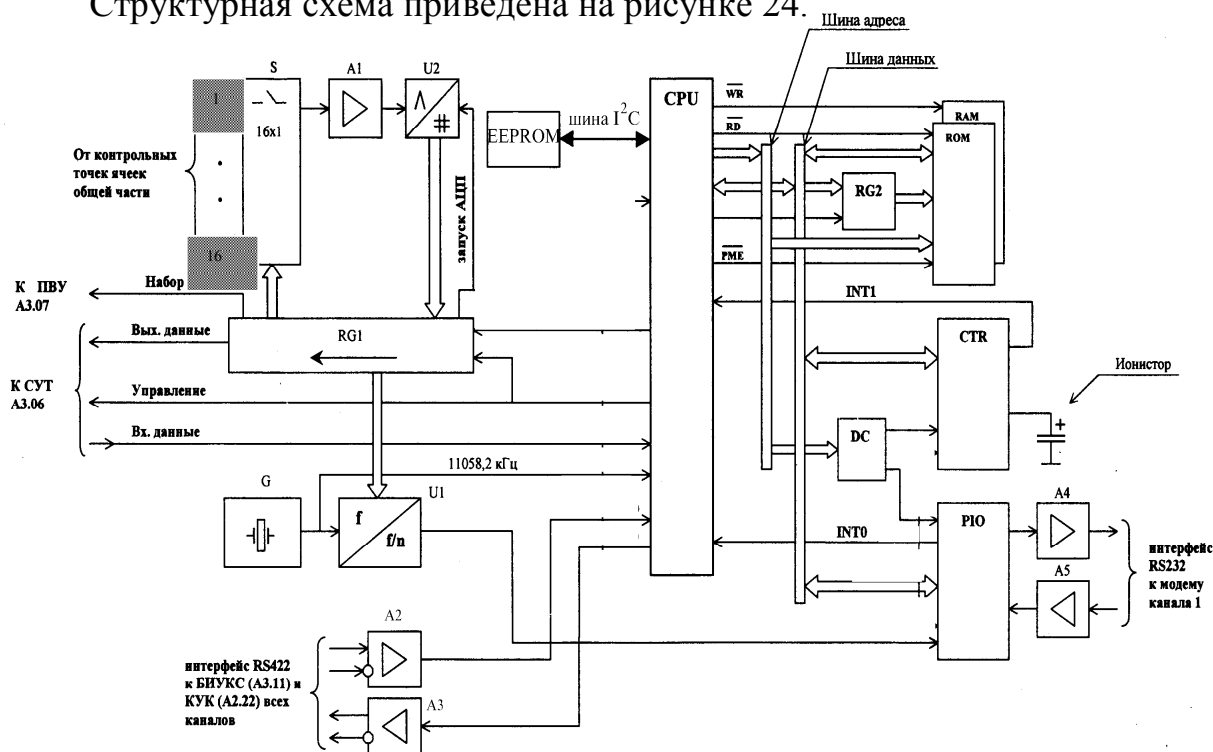 Структурная схема приведена на рисунке 24.
Шина адреса
Шина данных
S
A1
U2
1
16x1
16
От контрольных
точек ячеек
общей части
#
запуск АЦП
EEPROM
шина I²C
CPU
WR
RD
PME
RAM
ROM
RG2
INT1
CTR
Ионистор
+
DC
К ПВУ
А3.07
Набор
RG1
К СУТ
А3.06
Вых. данные
Управление
Вх. данные
11058,2 кГц
G
U1
f
f/n
INT0
PIO
A4
A5
интерфейс
RS232
к модему
канала 1
A2
A3
интерфейс RS422
к БИУКС (А3.11) и
КУК (А2.22) всех
каналов